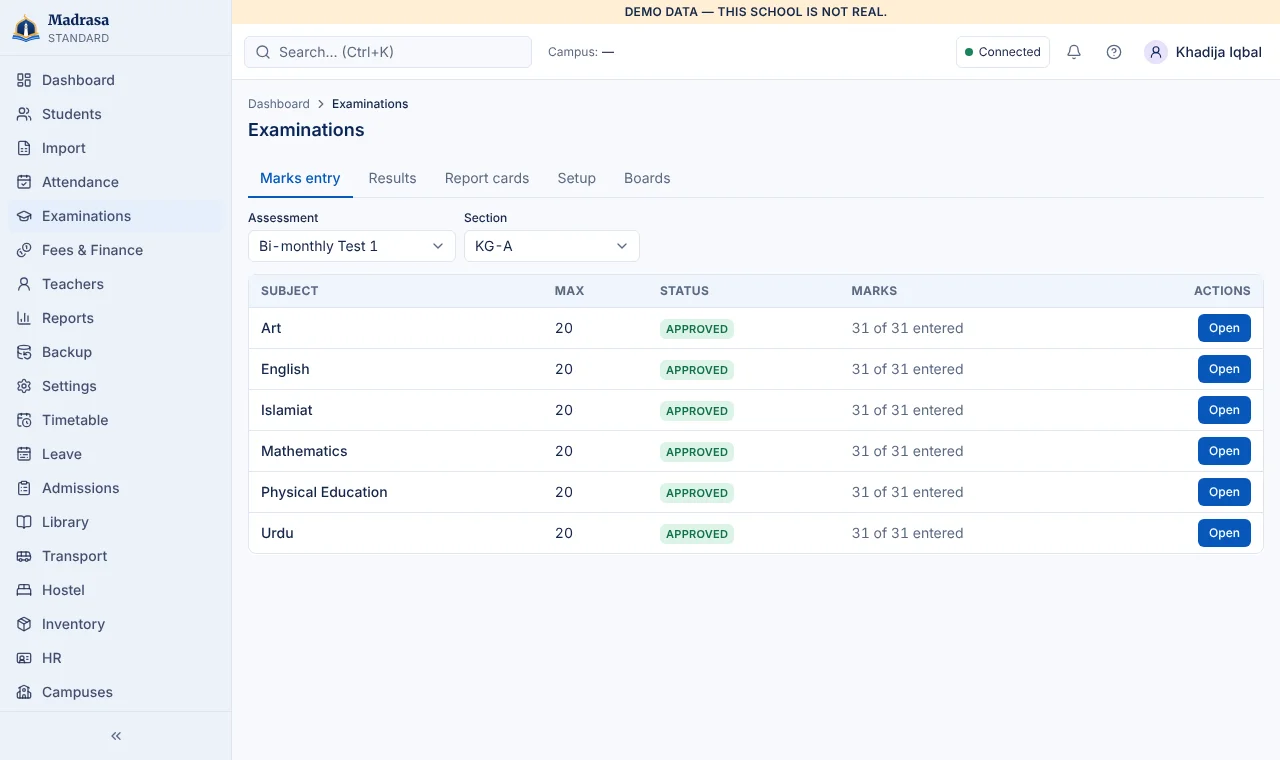 DEMO DATA — THIS SCHOOL IS NOT REAL.
Madrasa
STANDARD
Search... (Ctrl+K)
Campus: —
Connected
Khadija Iqbal
Dashboard
Students
Import
Attendance
Examinations
Fees & Finance
Teachers
Reports
Backup
Settings
Timetable
Leave
Admissions
Library
Transport
Hostel
Inventory
HR
Campuses
Dashboard > Examinations
Examinations
Marks entry Results Report cards Setup Boards
Assessment Section
Bi-monthly Test 1 KG-A
SUBJECT MAX STATUS MARKS ACTIONS
Art 20 APPROVED 31 of 31 entered Open
English 20 APPROVED 31 of 31 entered Open
Islamiat 20 APPROVED 31 of 31 entered Open
Mathematics 20 APPROVED 31 of 31 entered Open
Physical Education 20 APPROVED 31 of 31 entered Open
Urdu 20 APPROVED 31 of 31 entered Open